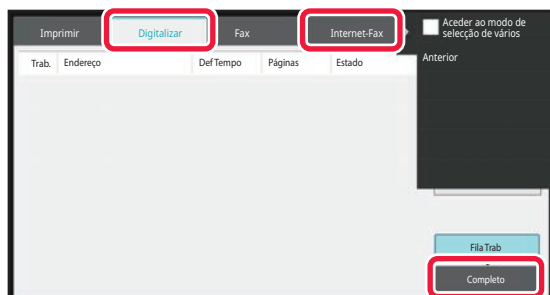 Imprimir Digitalizar Fax Internet-Fax
Aceder ao modo de
selecção de vários
Anterior
Trab. Endereço Def Tempo Páginas Estado
Fila Trab
Completo